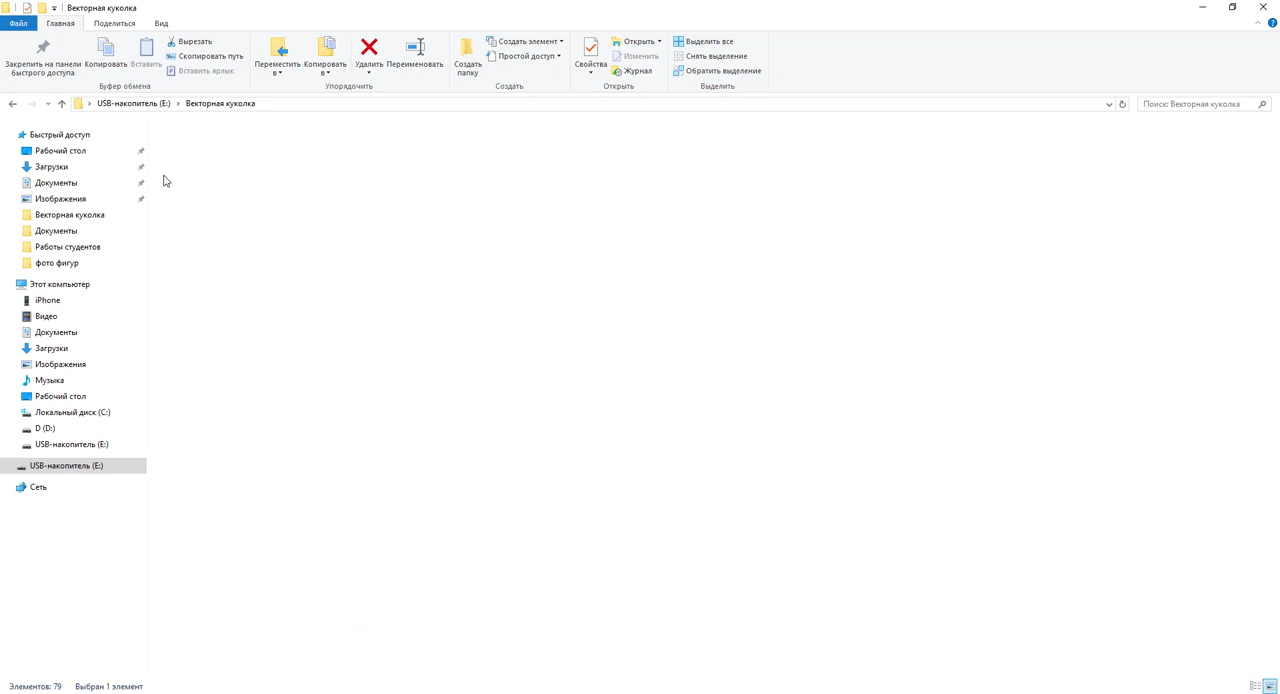 Векторная куколка
Файл Главная Поделиться Вид
Закрепить на панели быстрого доступа
Копировать
Вставить
Вырезать
Скопировать путь
Вставить ярлык
Буфер обмена
Переместить в
Копировать в
Удалить
Переименовать
Упорядочить
Создать папку
Создать элемент
Простой доступ
Создать
Свойства
Открыть
Изменить
Журнал
Открыть
Выделить все
Снять выделение
Обратить выделение
Выделить
USB-накопитель (E:) Векторная куколка
Поиск: Векторная куколка
Быстрый доступ
Рабочий стол
Загрузки
Документы
Изображения
Векторная куколка
Документы
Работы студентов
фото фигур
Этот компьютер
iPhone
Видео
Документы
Загрузки
Изображения
Музыка
Рабочий стол
Локальный диск (C:)
D (D:)
USB-накопитель (E:)
USB-накопитель (E:)
Сеть
Элементов: 79 Выбран 1 элемент